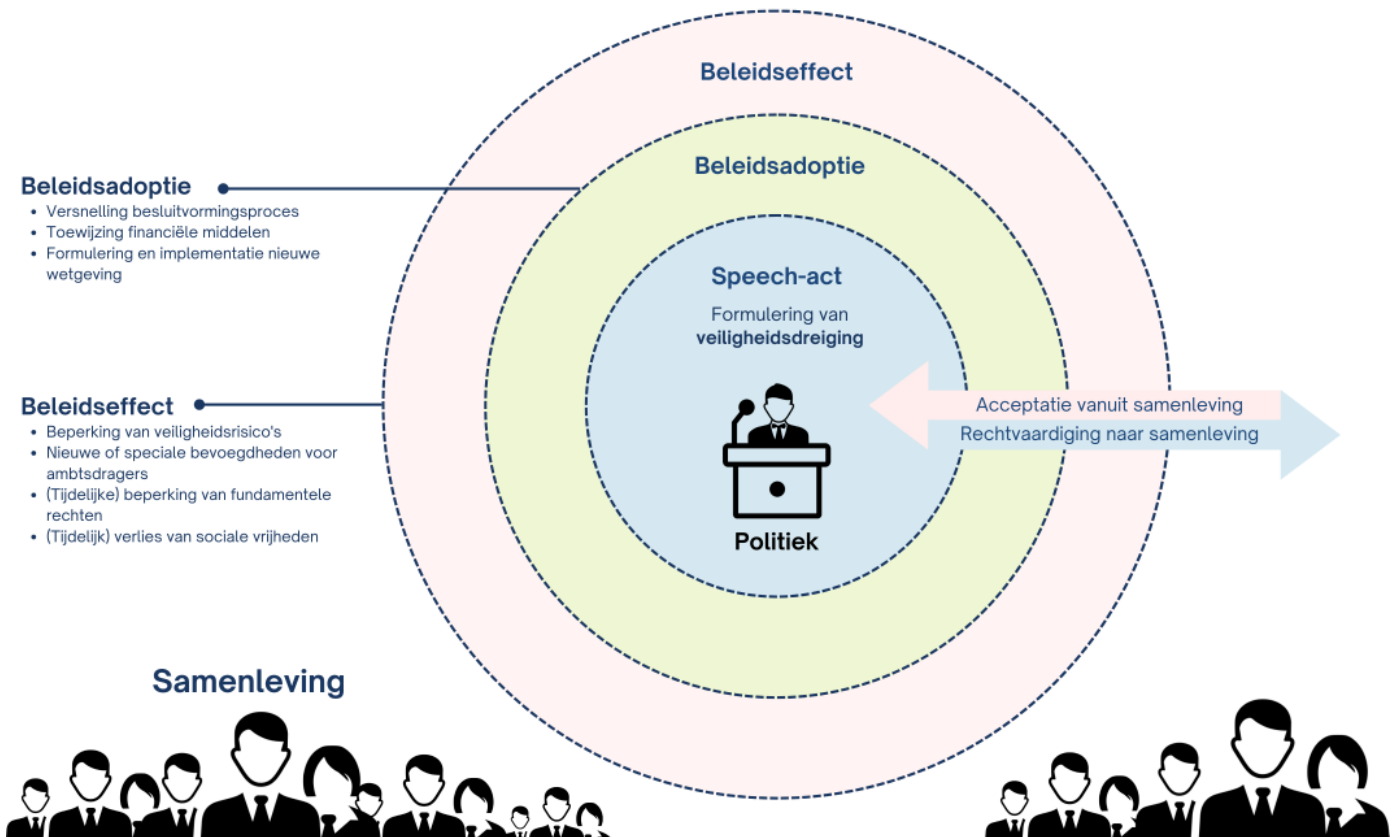 Beleidseffect
Beleidsadoptie
Speech-act
Formulering van
veiligheidsdreiging
Politiek
Acceptatie vanuit samenleving
Rechtvaardiging naar samenleving
Beleidsadoptie
• Versnelling besluitvormingsproces
• Toewijzing financiële middelen
• Formulering en implementatie nieuwe
wetgeving
Beleidseffect
• Beperking van veiligheidsrisico's
• Nieuwe of speciale bevoegdheden voor
ambtsdragers
• (Tijdelijke) beperking van fundamentele
rechten
• (Tijdelijk) verlies van sociale vrijheden
Samenleving